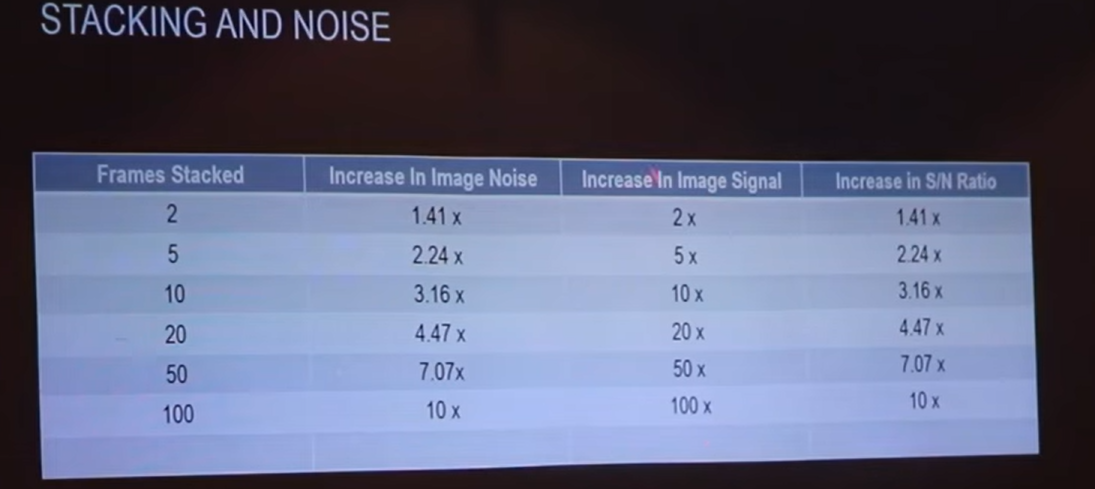 STACKING AND NOISE
Frames Stacked Increase In Image Noise Increase In Image Signal Increase in S/N Ratio
2 1.41 x 2 x 1.41 x
5 2.24 x 5 x 2.24 x
10 3.16 x 10 x 3.16 x
20 4.47 x 20 x 4.47 x
50 7.07x 50 x 7.07 x
100 10 x 100 x 10 x